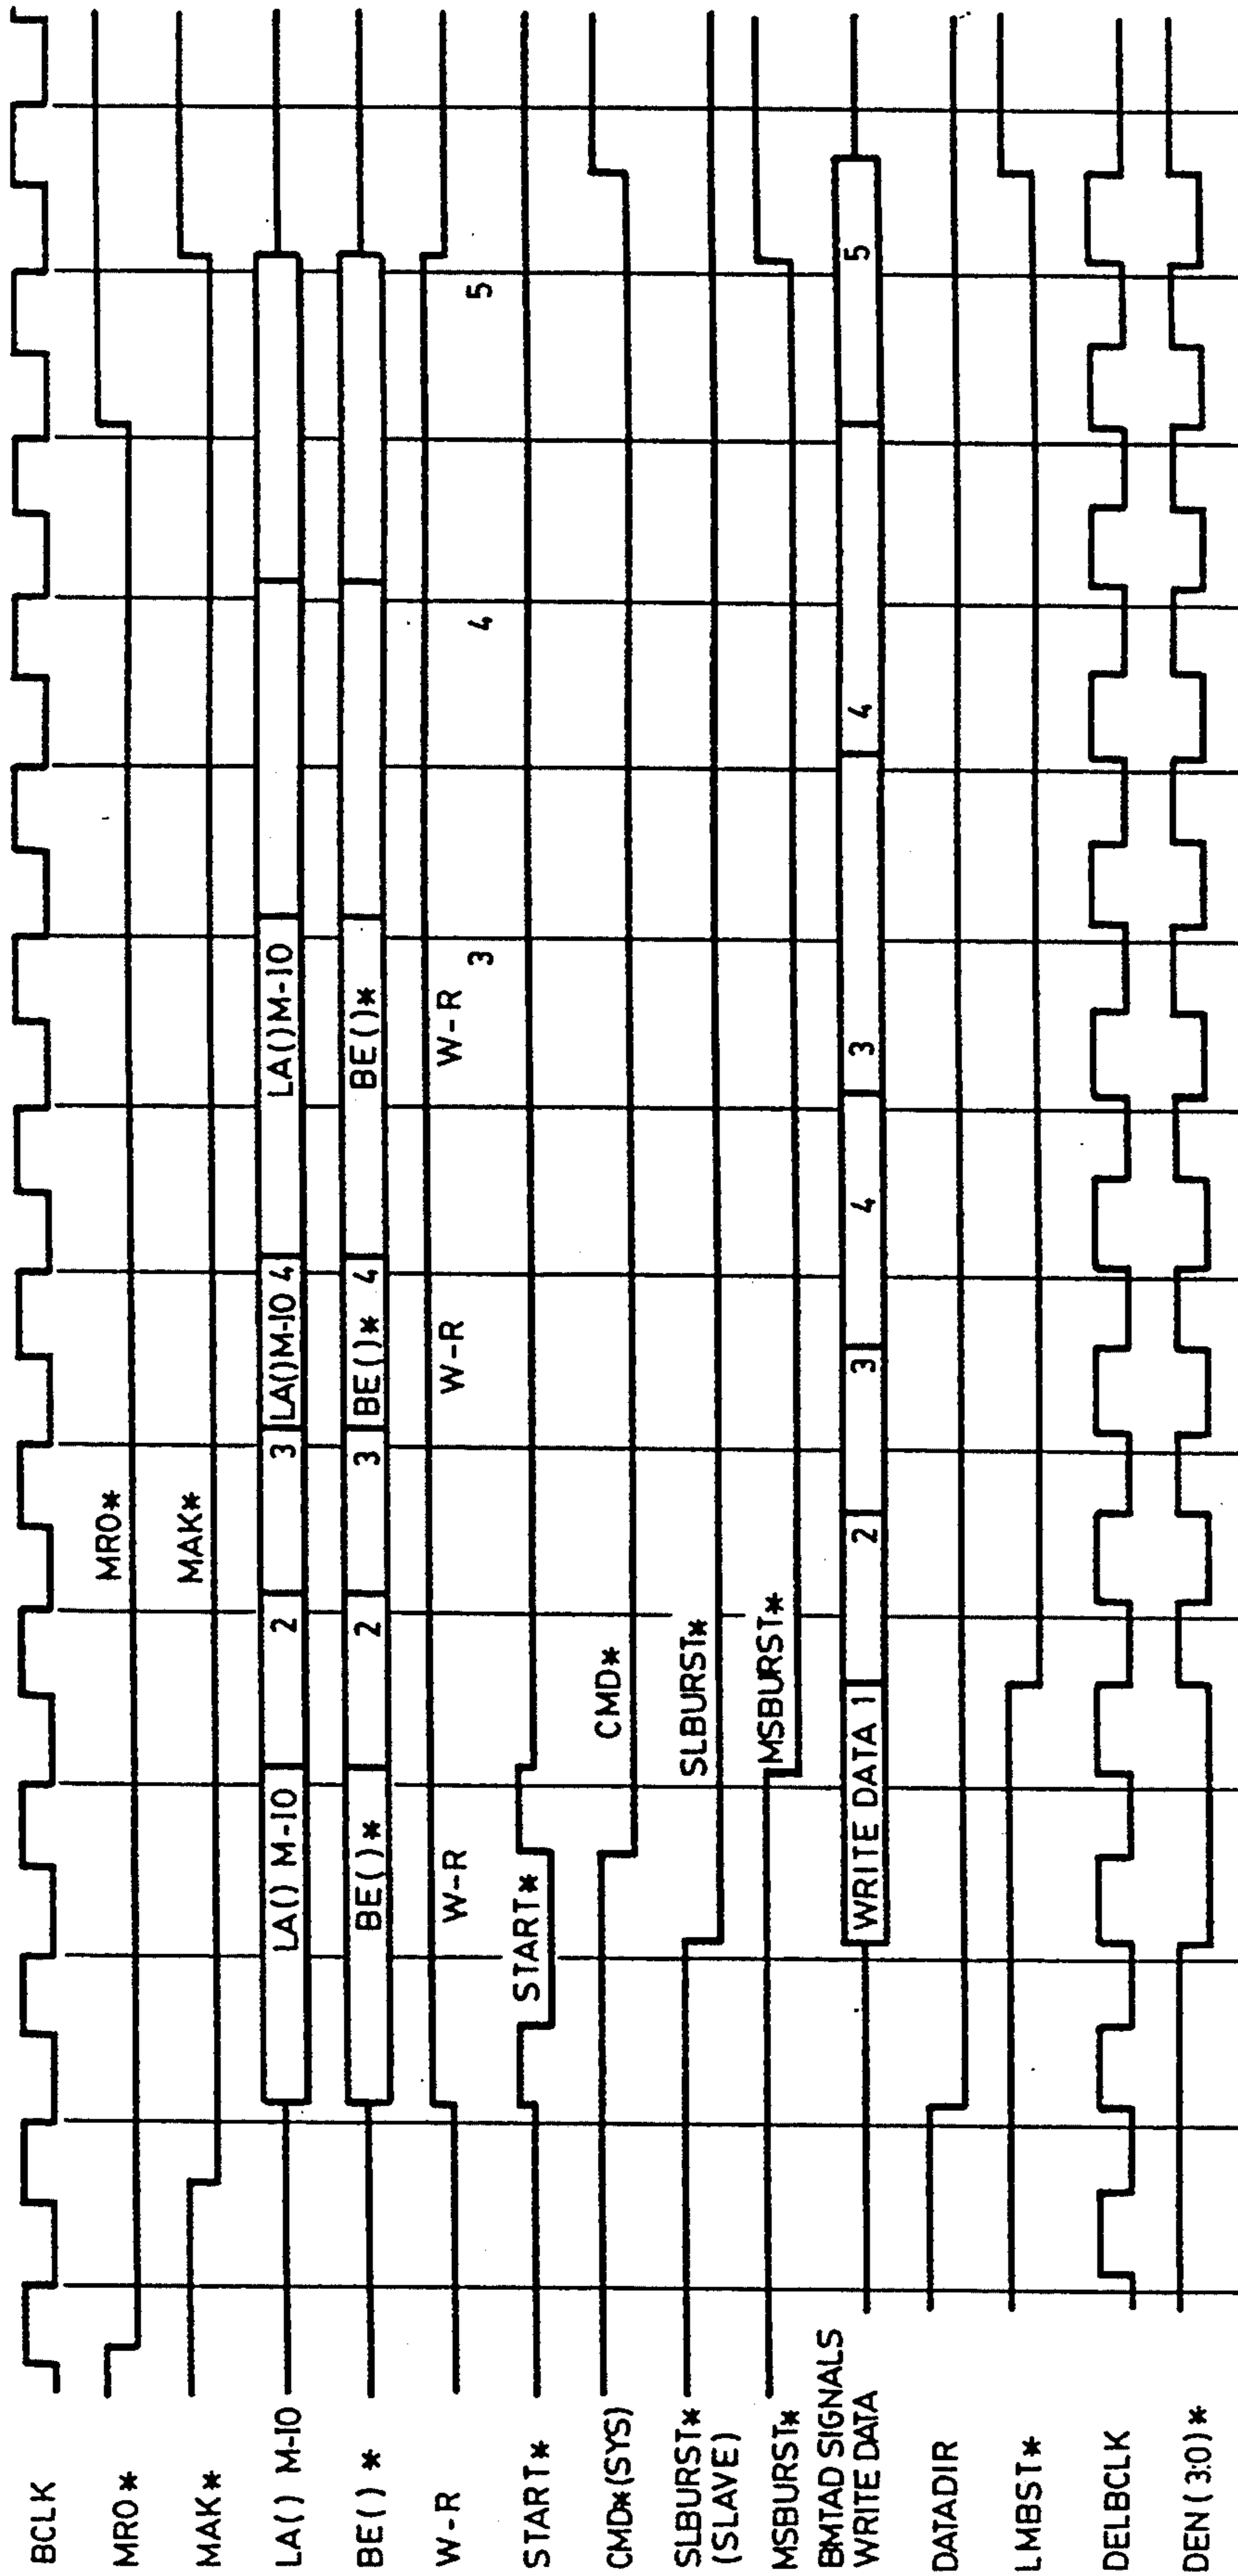 BCLK
MRO*
MRO*
MAK*
MAK*
LA() M-IO
LA() M-IO
2
3
LA()M-IO 4
LA()M-IO
BE() *
BE()*
2
3
BE()* 4
BE()*
W-R
W-R
W-R
W-R
3
4
5
START*
START*
CMD*(SYS)
CMD*
SLBURST*
(SLAVE)
SLBURST*
MSBURST*
MSBURST*
BMTAD SIGNALS
WRITE DATA
WRITE DATA 1
2
3
4
3
4
5
DATADIR
LMBST*
DELBCLK
DEN(3:0)*